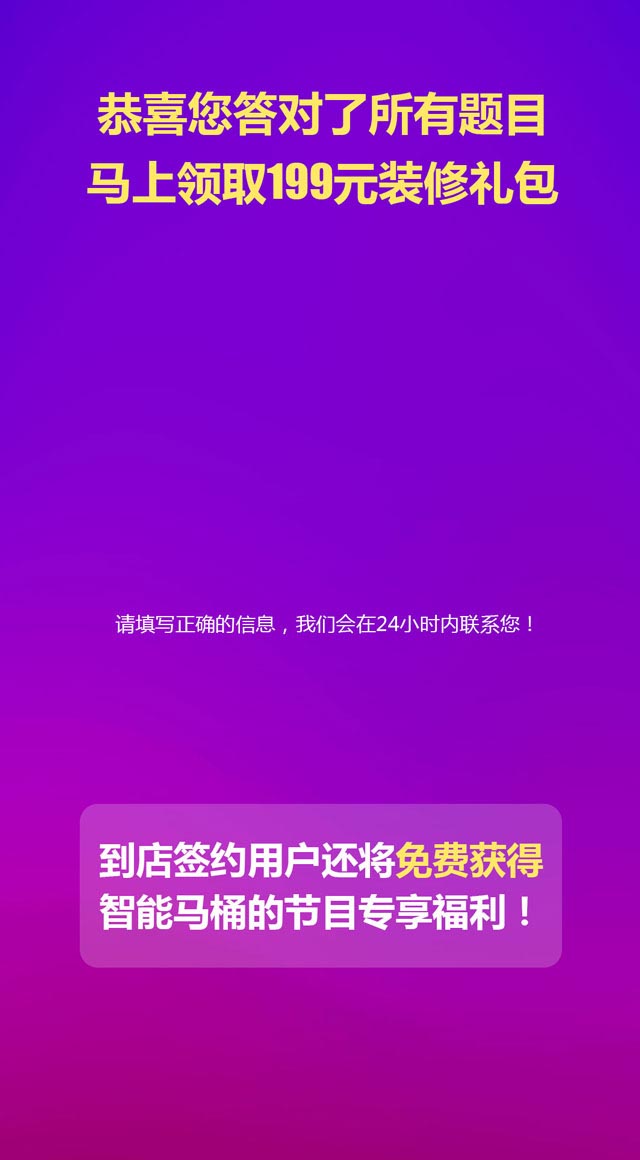 恭喜您答对了所有题目
马上领取199元装修礼包
请填写正确的信息，我们会在24小时内联系您！
到店签约用户还将免费获得
智能马桶的节目专享福利！